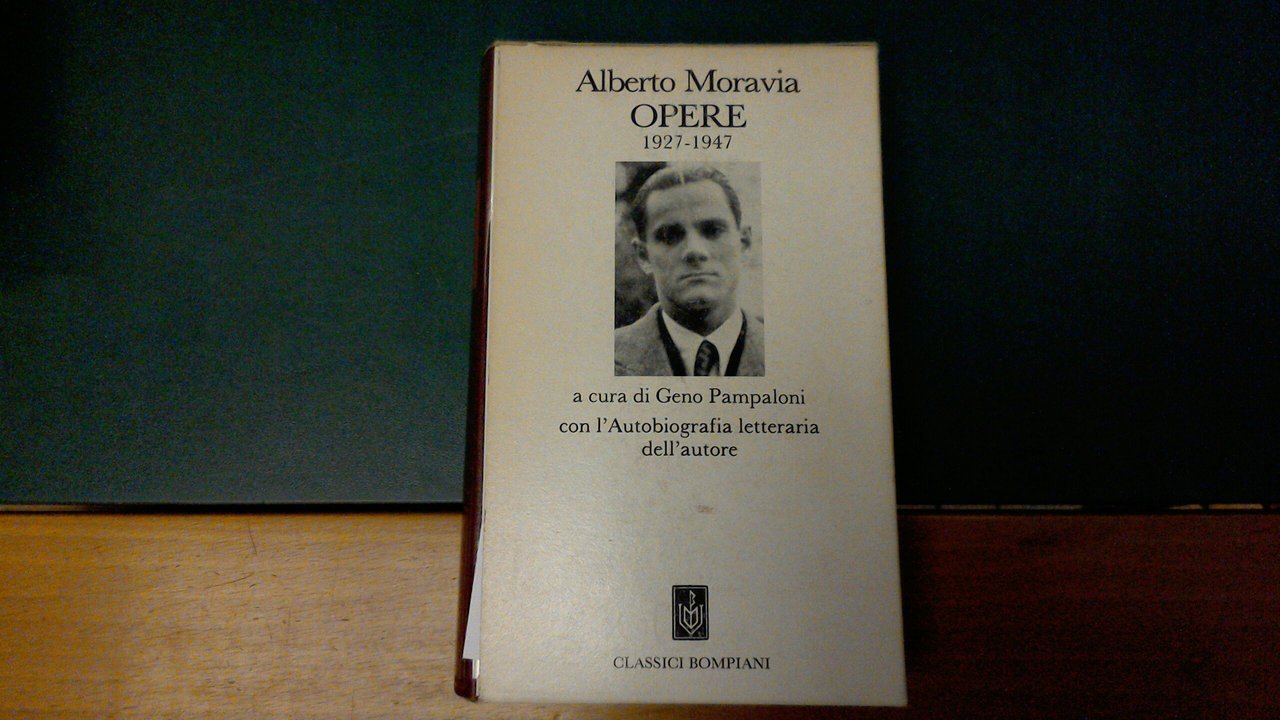 Alberto Moravia
OPERE
1927-1947
a cura di Geno Pampaloni
con l'Autobiografia letteraria
dell'autore
CLASSICI BOMPIANI